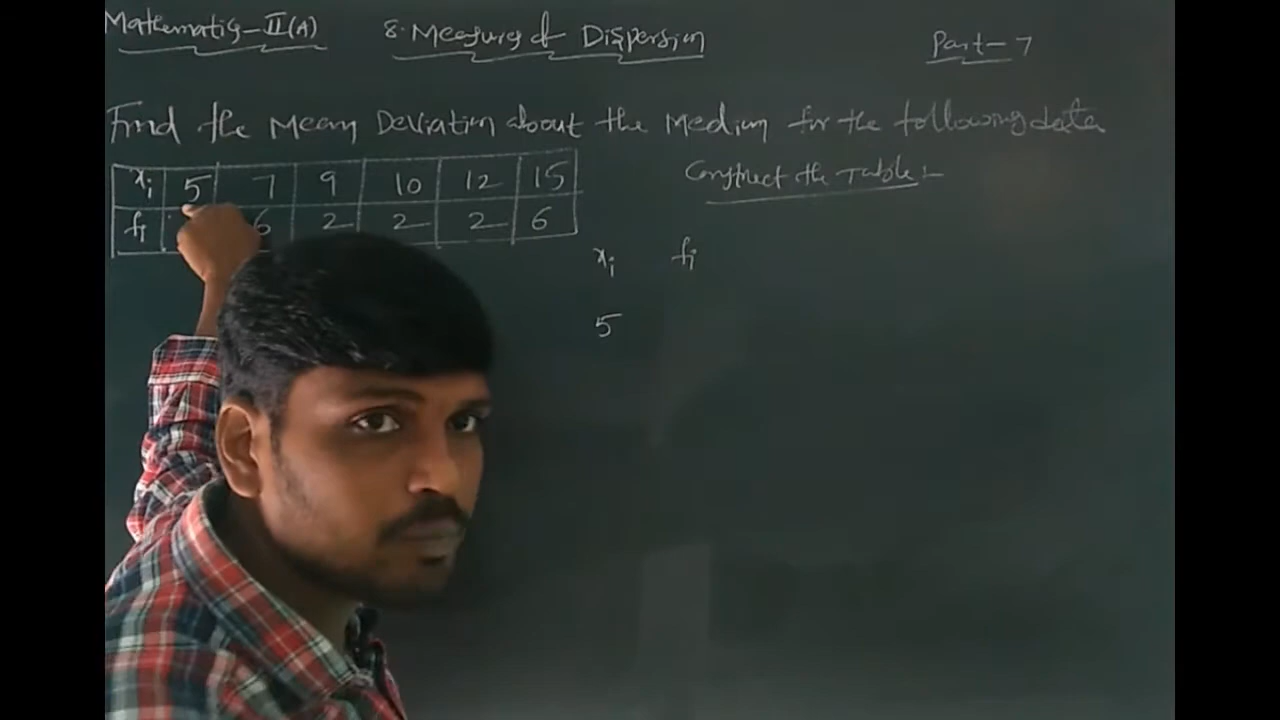 Mathematics-II(A) 8. Measures of Dispersion Part-7
Find the Mean Deviation about the Median for the following data
xi 5 7 9 10 12 15
fi 6 2 2 2 6
Construct the Table:-
xi fi
5